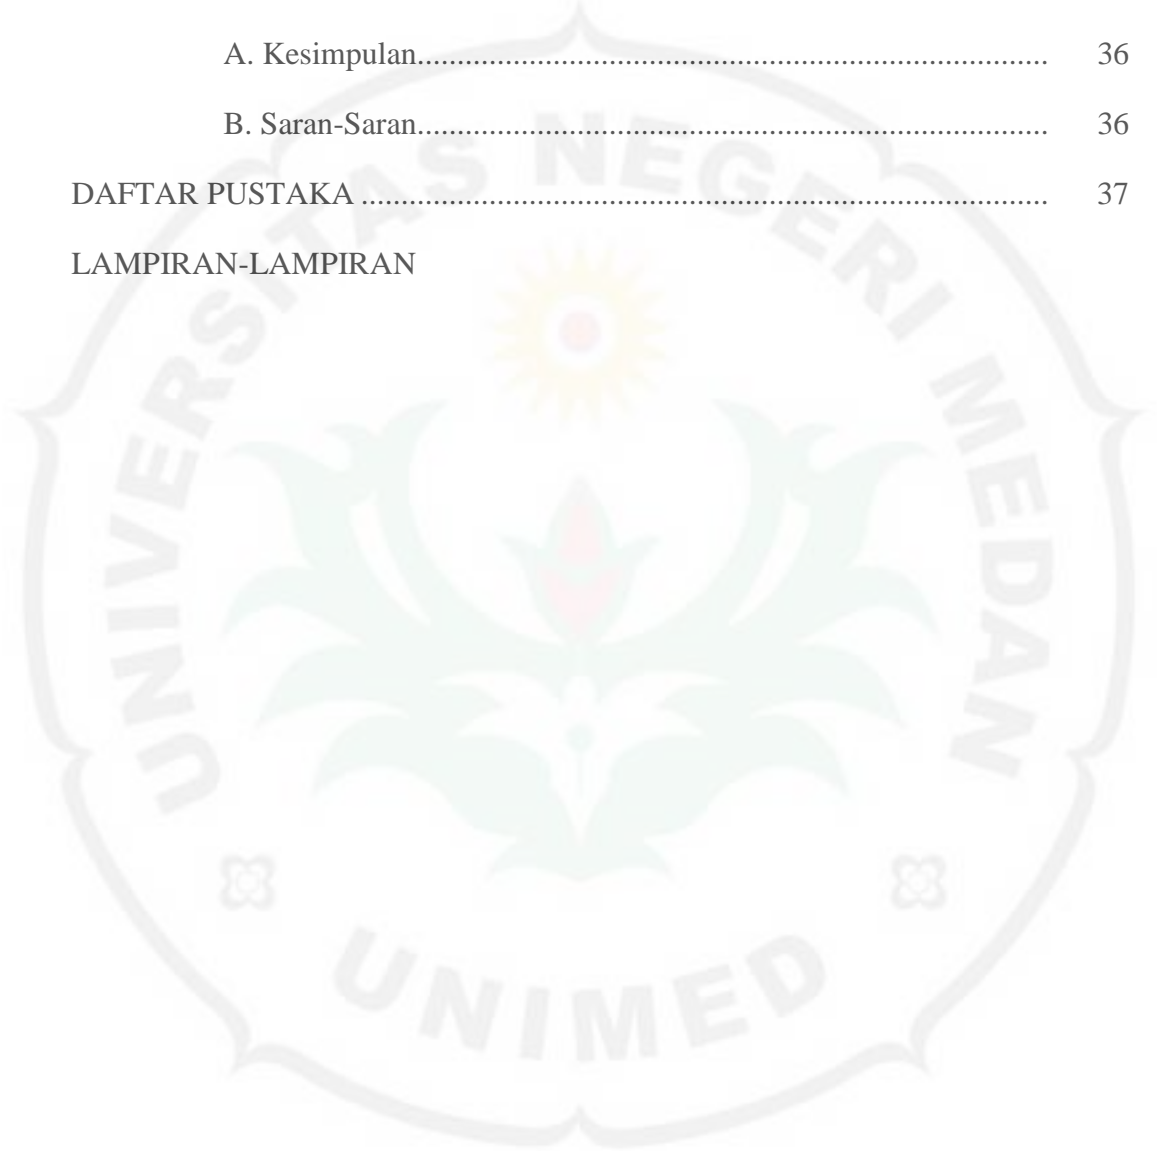 A. Kesimpulan............................................................................... 36
B. Saran-Saran............................................................................... 36
DAFTAR PUSTAKA ...................................................................................... 37
LAMPIRAN-LAMPIRAN
UNIVERSITAS NEGERI MEDAN
UNIMED